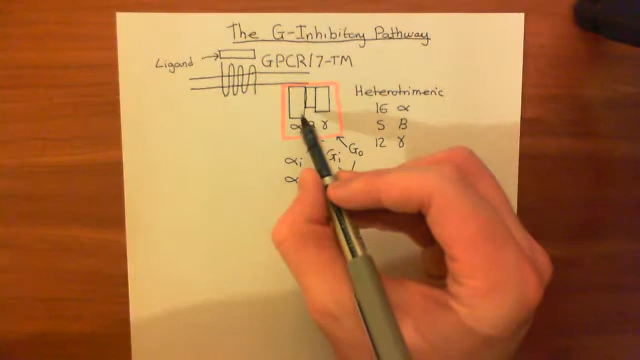 The G-Inhibitory Pathway
Ligand
GPCR/7-TM
Heterotrimeric
16 α
5 B
12 γ
α γ
αi Gi Go
α